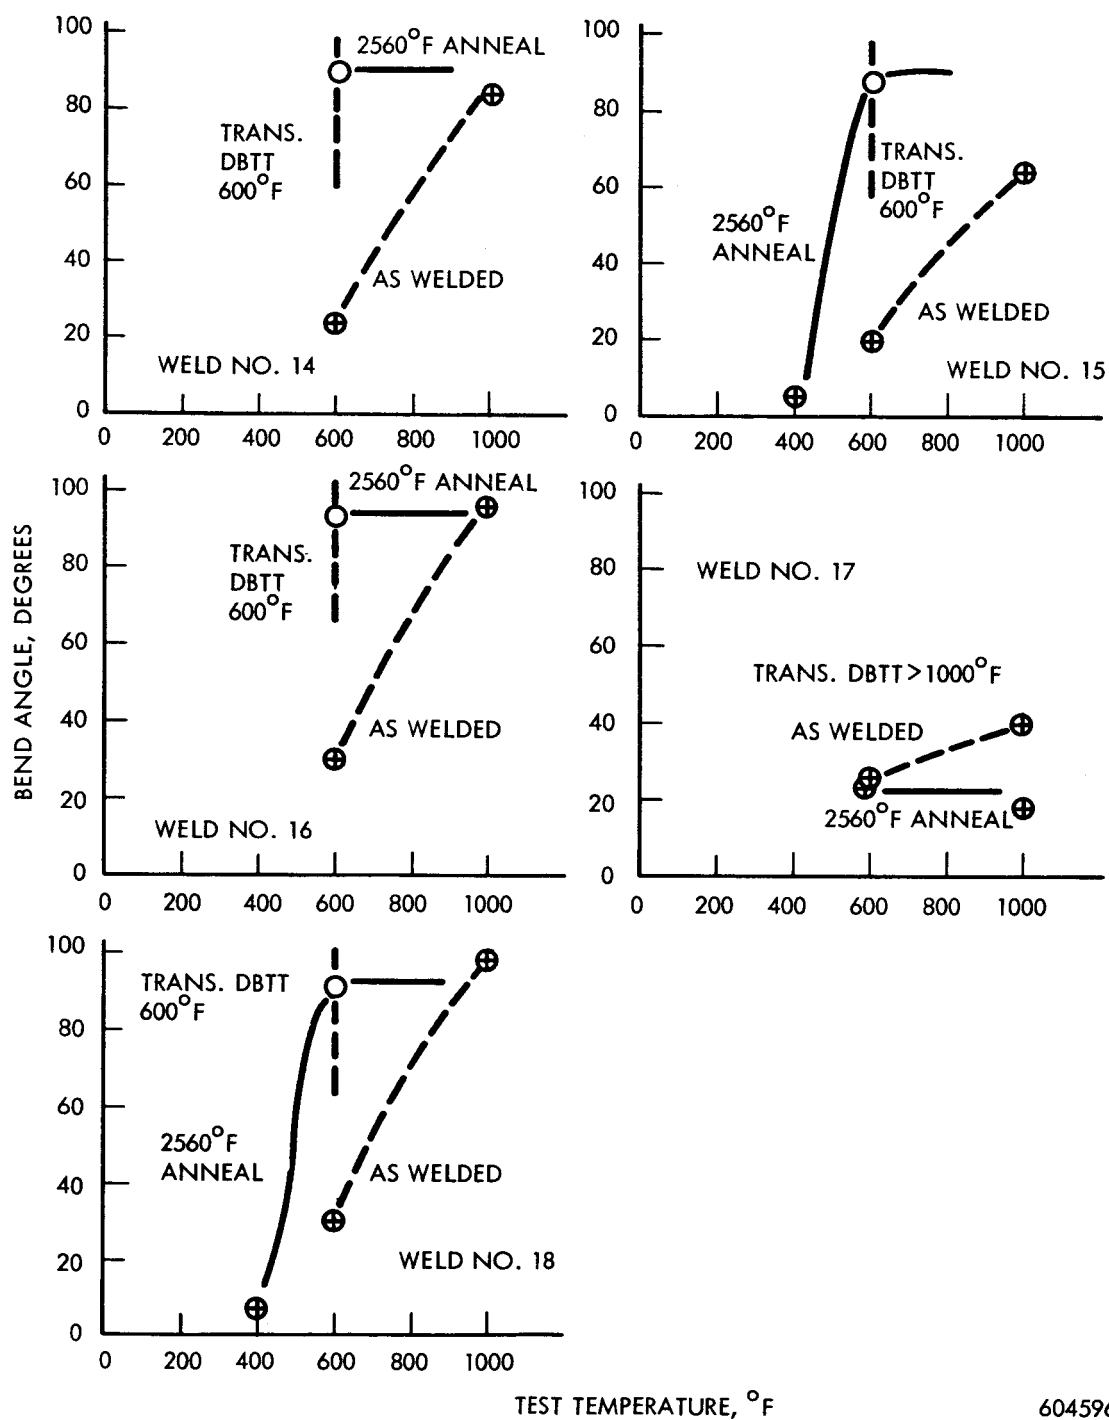 100
80
60
40
20
0
2560°F ANNEAL
TRANS.
DBTT
600°F
AS WELDED
WELD NO. 14
0 200 400 600 800 1000
100
80
60
40
20
0
TRANS.
DBTT
600°F
2560°F
ANNEAL
AS WELDED
WELD NO. 15
0 200 400 600 800 1000
BEND ANGLE, DEGREES
100
80
60
40
20
0
2560°F ANNEAL
TRANS.
DBTT
600°F
AS WELDED
WELD NO. 16
0 200 400 600 800 1000
100
80
60
40
20
0
WELD NO. 17
TRANS. DBTT>1000°F
AS WELDED
2560°F ANNEAL
0 200 400 600 800 1000
100
80
60
40
20
0
TRANS. DBTT
600°F
2560°F
ANNEAL
AS WELDED
WELD NO. 18
0 200 400 600 800 1000
TEST TEMPERATURE, °F
604596